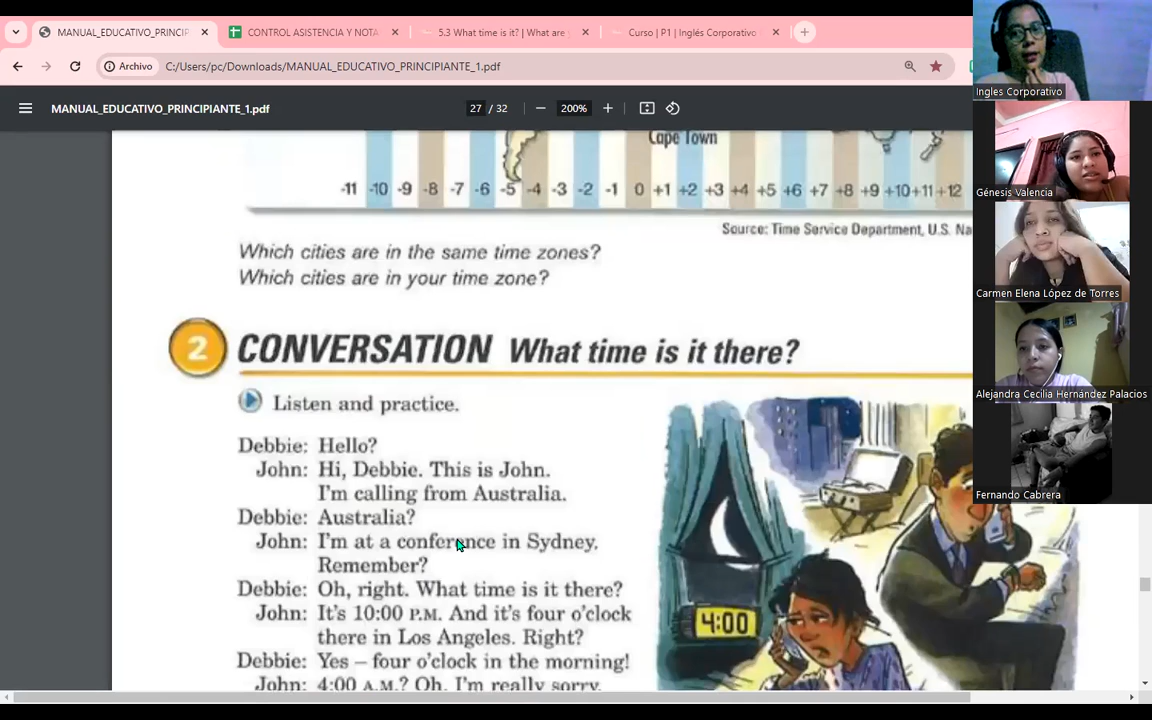 MANUAL_EDUCATIVO_PRINCIP
CONTROL ASISTENCIA Y NOTA
5.3 What time is it? | What are
Curso | P1 | Inglés Corporativo
Archivo
C:/Users/pc/Downloads/MANUAL_EDUCATIVO_PRINCIPIANTE_1.pdf
MANUAL_EDUCATIVO_PRINCIPIANTE_1.pdf
27 / 32
200%
Cape Town
-11 -10 -9 -8 -7 -6 -5 -4 -3 -2 -1 0 +1 +2 +3 +4 +5 +6 +7 +8 +9 +10 +11 +12
Source: Time Service Department, U.S. Na
Which cities are in the same time zones?
Which cities are in your time zone?
2 CONVERSATION What time is it there?
Listen and practice.
Debbie: Hello?
John: Hi, Debbie. This is John.
I'm calling from Australia.
Debbie: Australia?
John: I'm at a conference in Sydney.
Remember?
Debbie: Oh, right. What time is it there?
John: It's 10:00 P.M. And it's four o'clock
there in Los Angeles. Right?
Debbie: Yes – four o'clock in the morning!
John: 4:00 A.M.? Oh, I'm really sorry.
4:00
Ingles Corporativo
Génesis Valencia
Carmen Elena López de Torres
Alejandra Cecilia Hernández Palacios
Fernando Cabrera